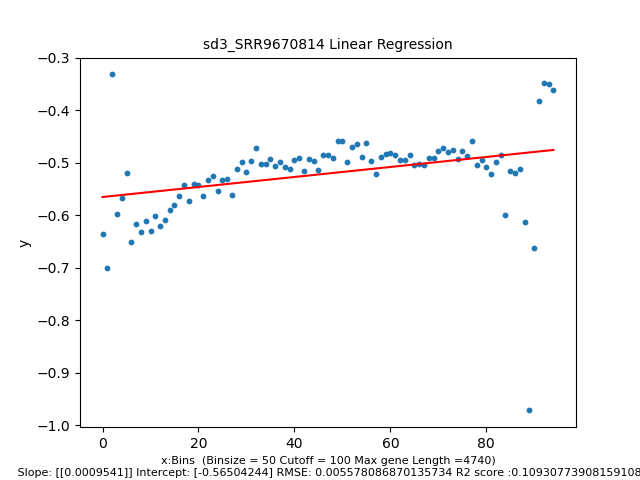 sd3_SRR9670814 Linear Regression
−0.3
−0.4
−0.5
−0.6
−0.7
−0.8
−0.9
−1.0
y
0 20 40 60 80
x:Bins (Binsize = 50 Cutoff = 100 Max gene Length =4740)
Slope: [[0.0009541]] Intercept: [-0.56504244] RMSE: 0.005578086870135734 R2 score :0.10930773908159108